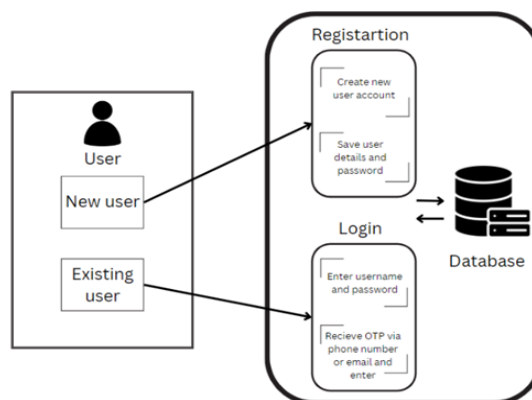 User
New user
Existing
user
Registartion
Create new
user account
Save user
details and
password
Login
Enter username
and password
Recieve OTP via
phone number
or email and
enter
Database